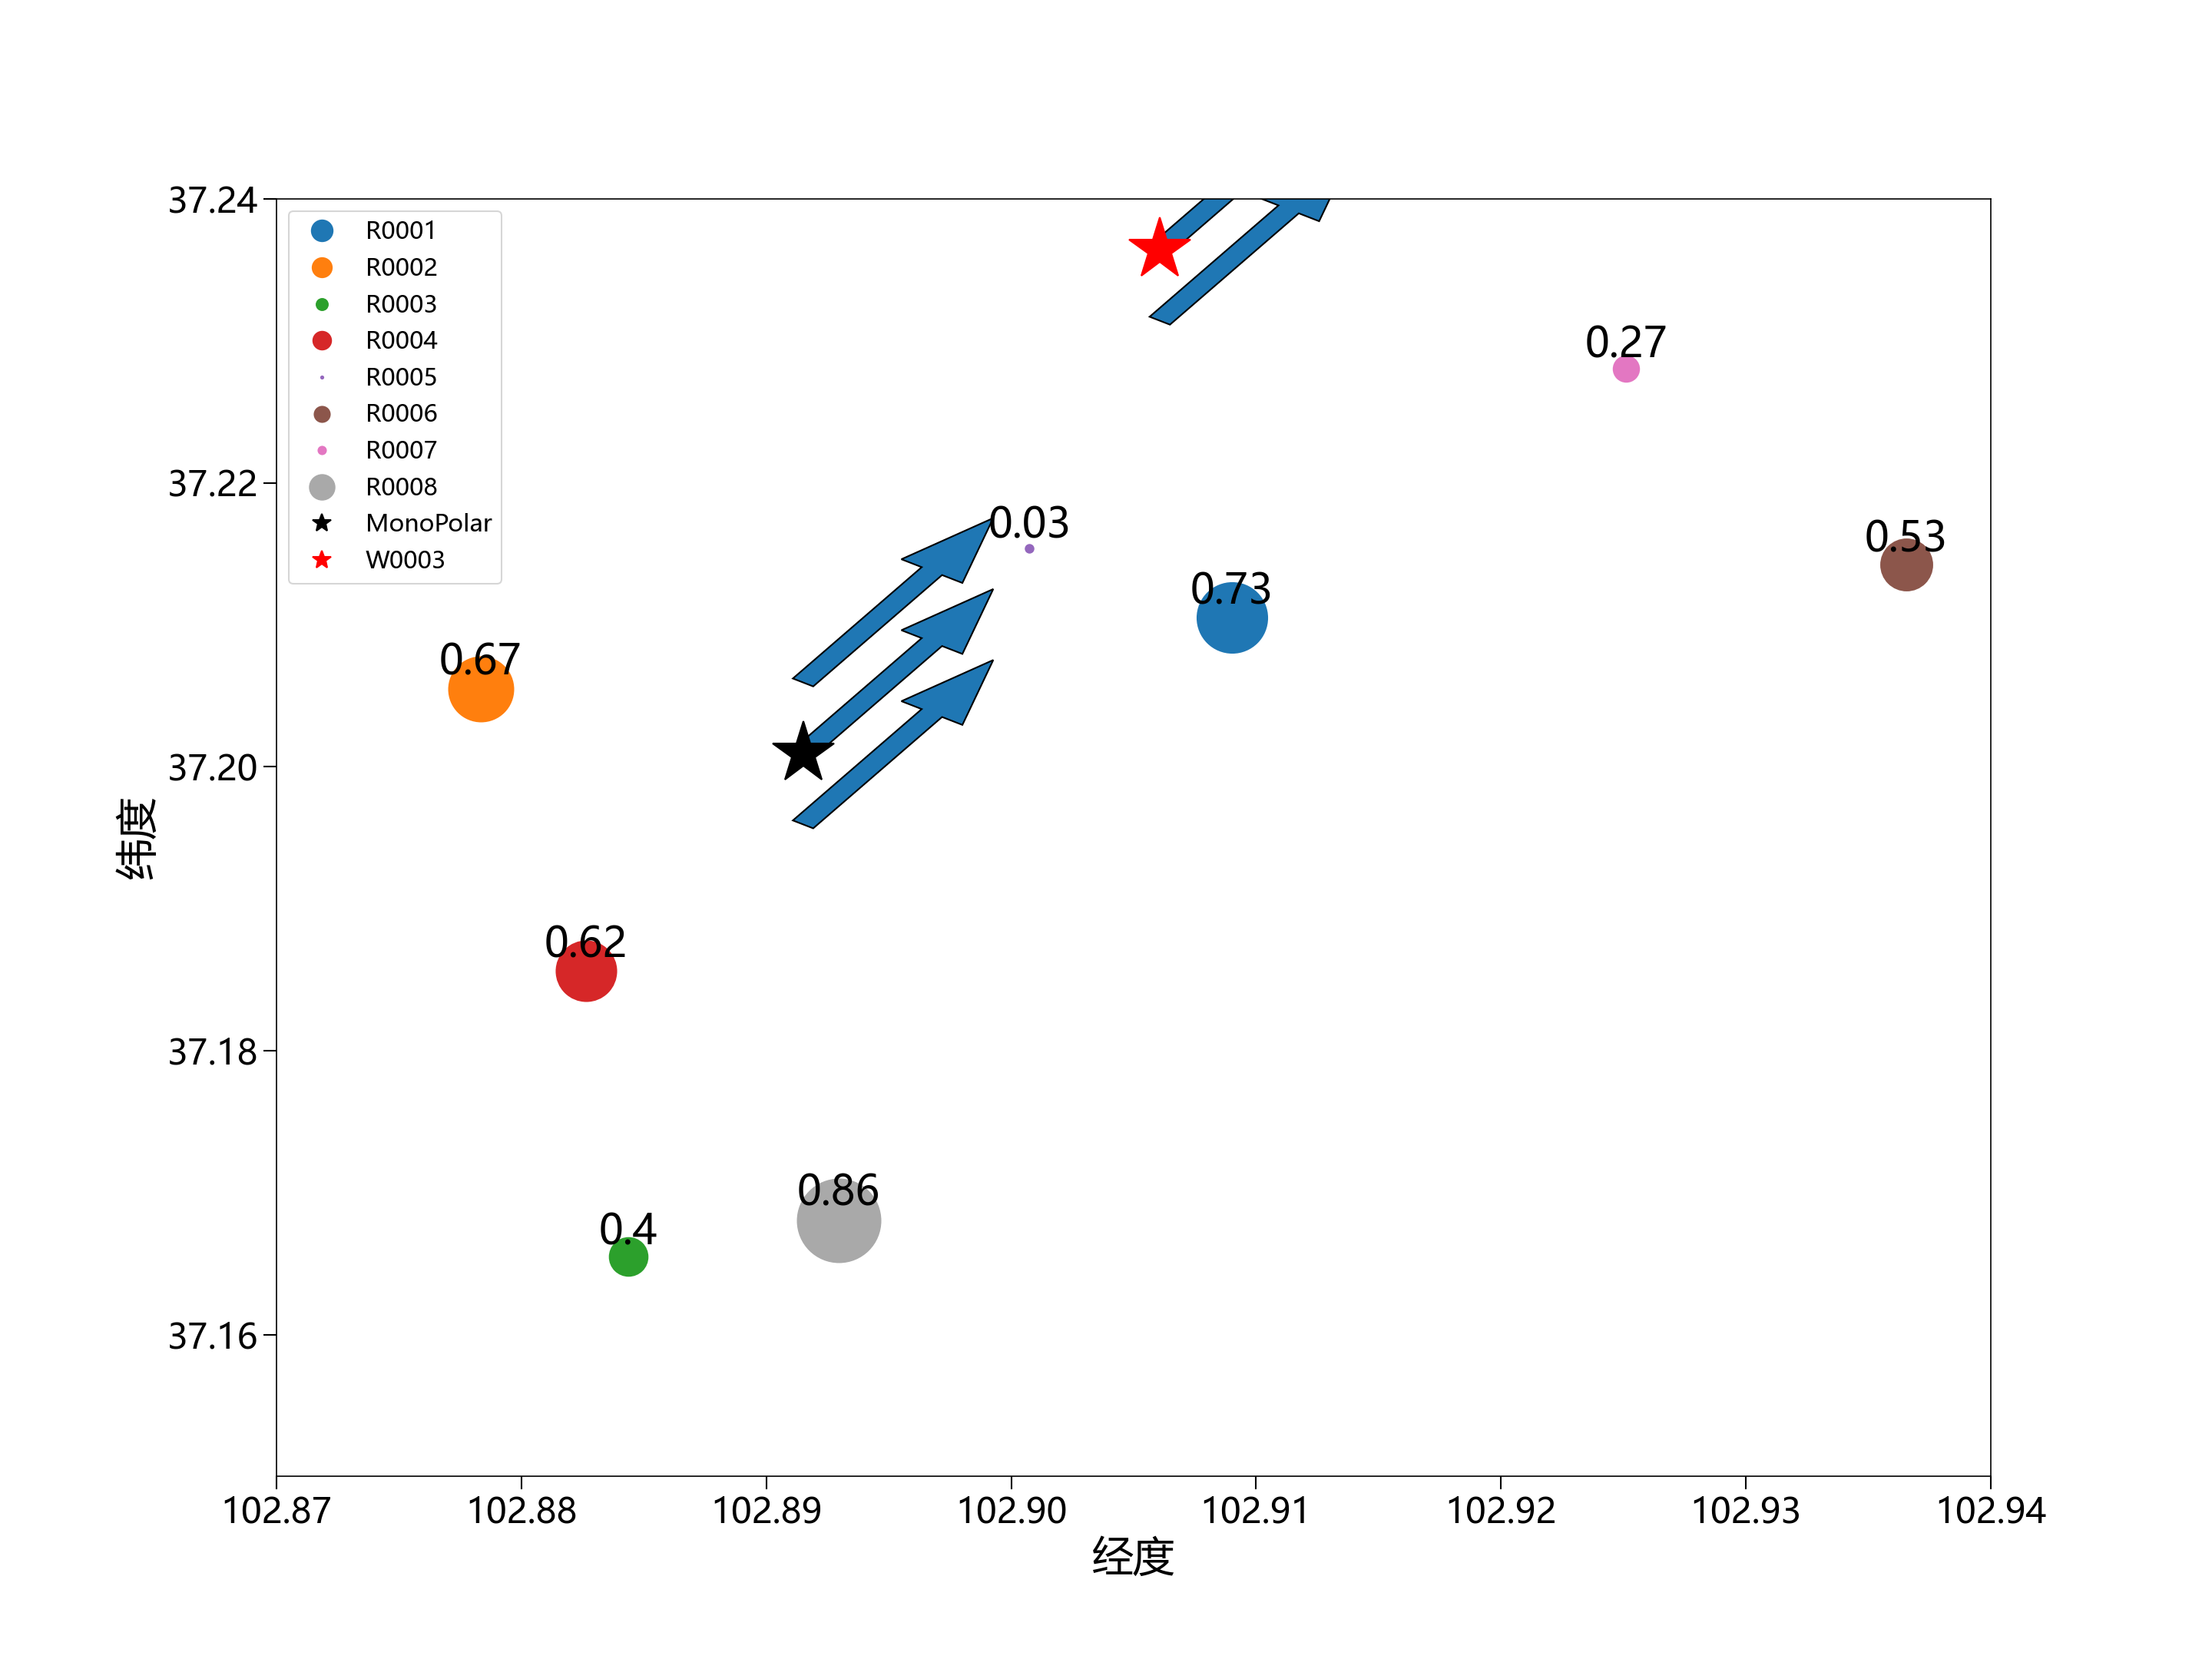 37.24
37.22
37.20
37.18
37.16
纬度
R0001
R0002
R0003
R0004
R0005
R0006
R0007
R0008
MonoPolar
W0003
0.27
0.03
0.53
0.73
0.67
0.62
0.86
0.4
102.87 102.88 102.89 102.90 102.91 102.92 102.93 102.94
经度